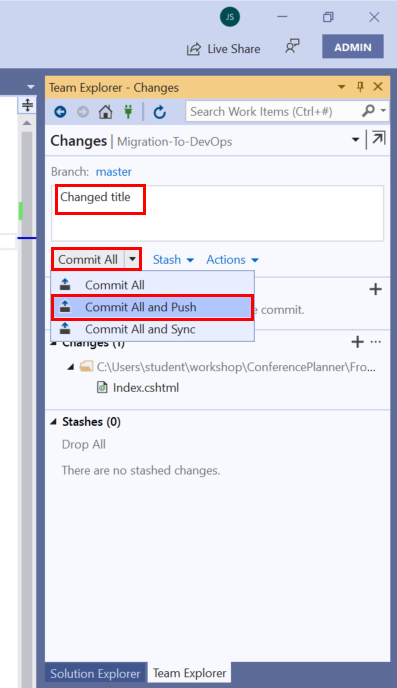 JS
Live Share
ADMIN
Team Explorer - Changes
Search Work Items (Ctrl+#)
Changes | Migration-To-DevOps
Branch: master
Changed title
Commit All Stash Actions
Commit All
Commit All and Push
e commit.
Commit All and Sync
Changes (1)
C:\Users\student\workshop\ConferencePlanner\Fro...
Index.cshtml
Stashes (0)
Drop All
There are no stashed changes.
Solution Explorer Team Explorer